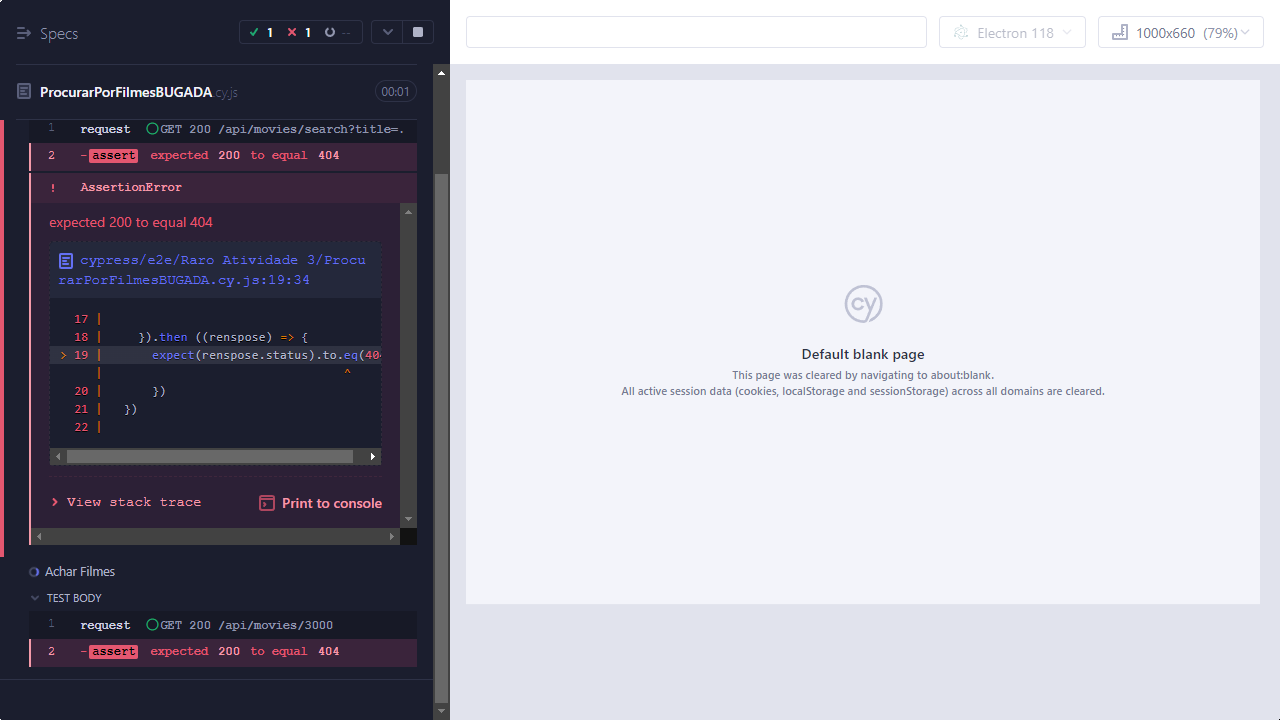 Specs
1 1 --
Electron 118
1000x660 (79%)
ProcurarPorFilmesBUGADA cy.js
00:01
1 request GET 200 /api/movies/search?title=.
2 -assert expected 200 to equal 404
! AssertionError
expected 200 to equal 404
cypress/e2e/Raro Atividade 3/Procu
rarPorFilmesBUGADA.cy.js:19:34
17 |
18 | }).then ((renspose) => {
> 19 | expect(renspose.status).to.eq(404
| ^
20 | })
21 | })
22 |
> View stack trace
Print to console
Achar Filmes
TEST BODY
1 request GET 200 /api/movies/3000
2 -assert expected 200 to equal 404
cy
Default blank page
This page was cleared by navigating to about:blank.
All active session data (cookies, localStorage and sessionStorage) across all domains are cleared.